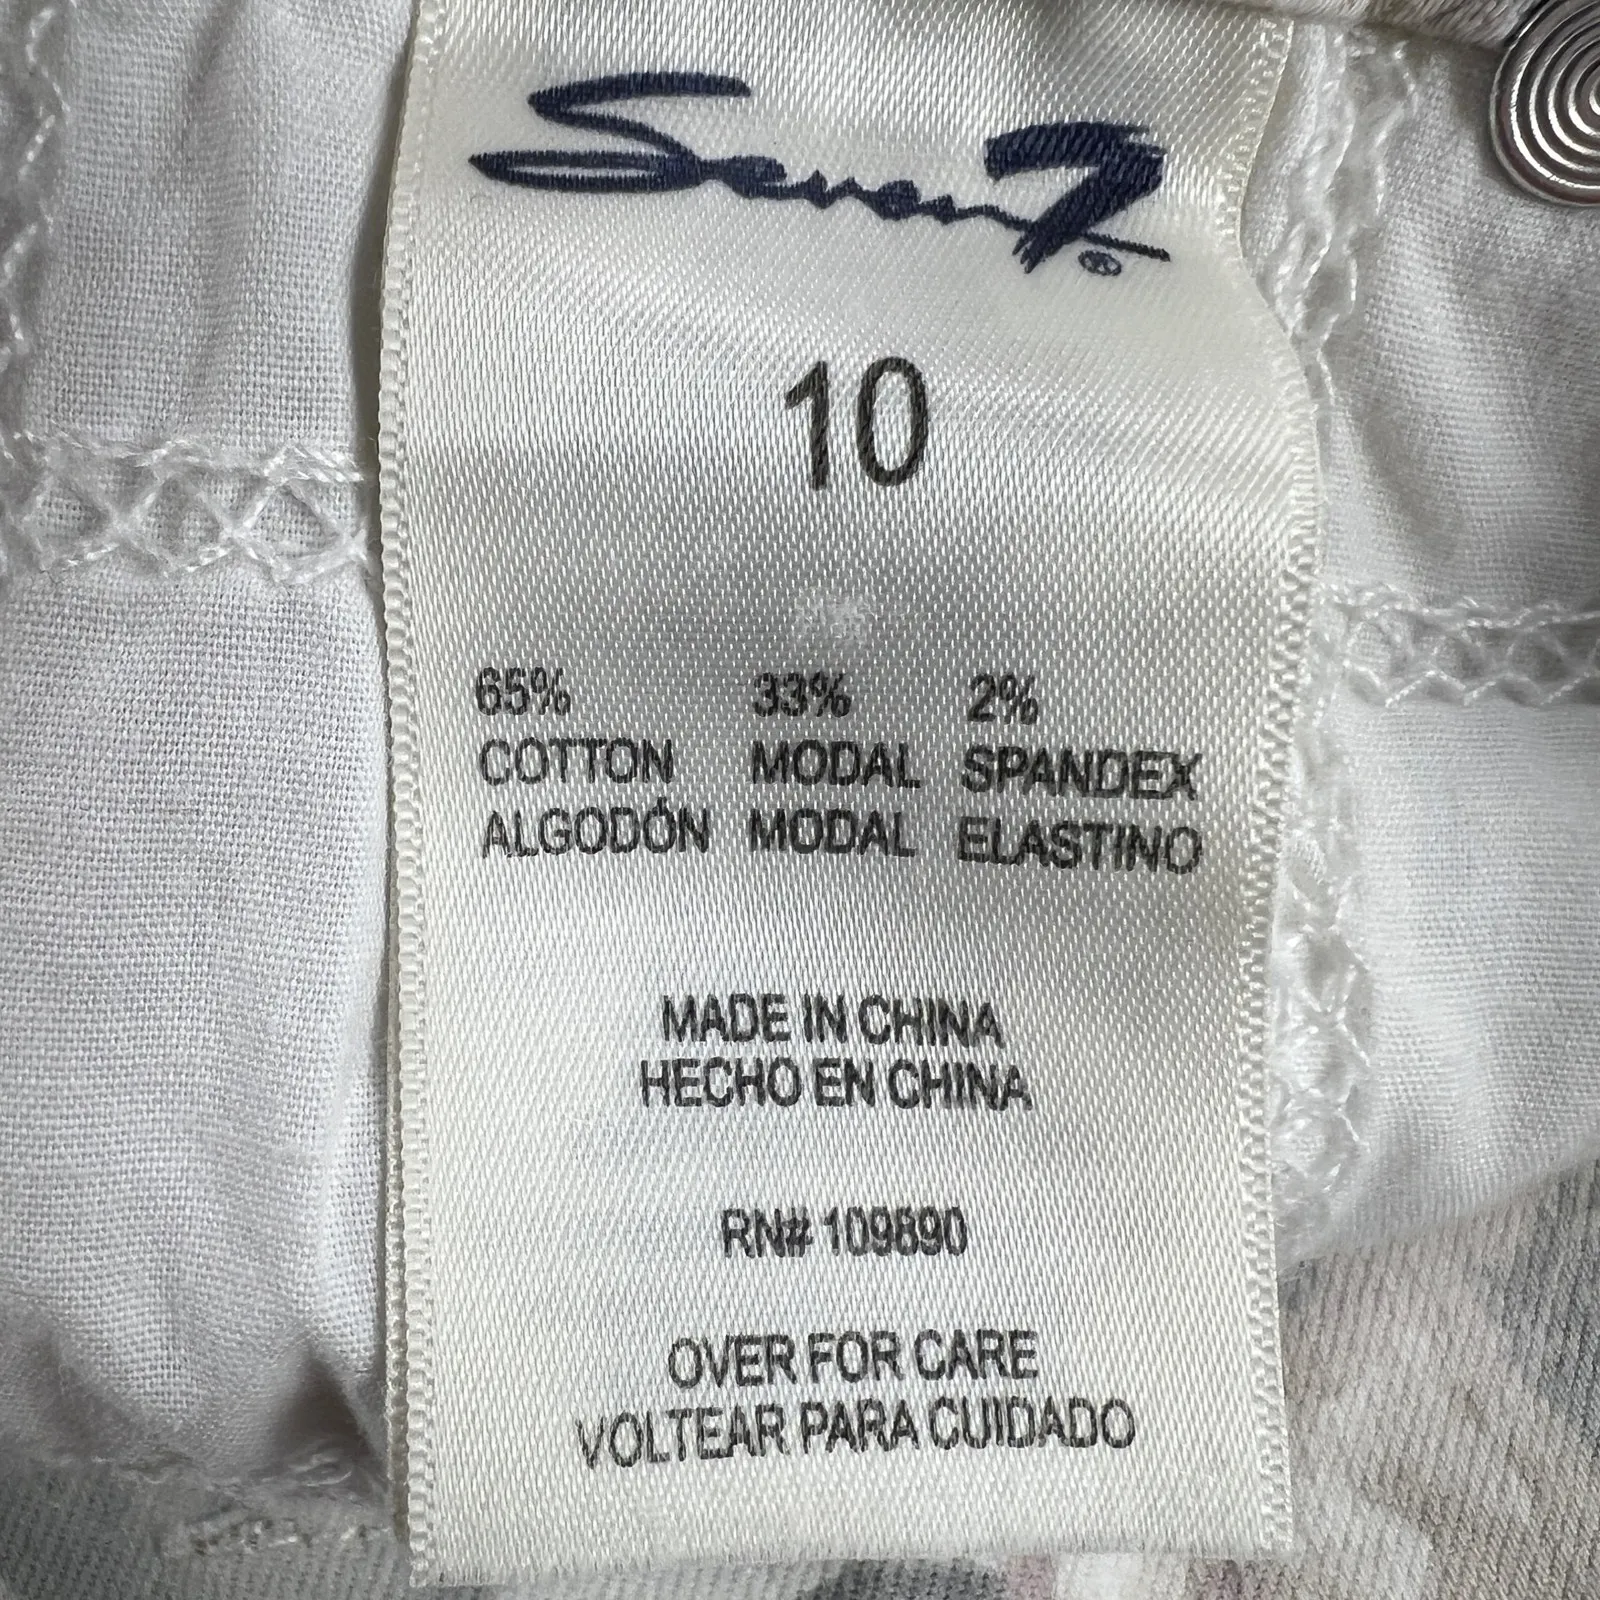 Seven7®
10
65% 33% 2%
COTTON MODAL SPANDEX
ALGODÓN MODAL ELASTINO
MADE IN CHINA
HECHO EN CHINA
RN# 109890
OVER FOR CARE
VOLTEAR PARA CUIDADO